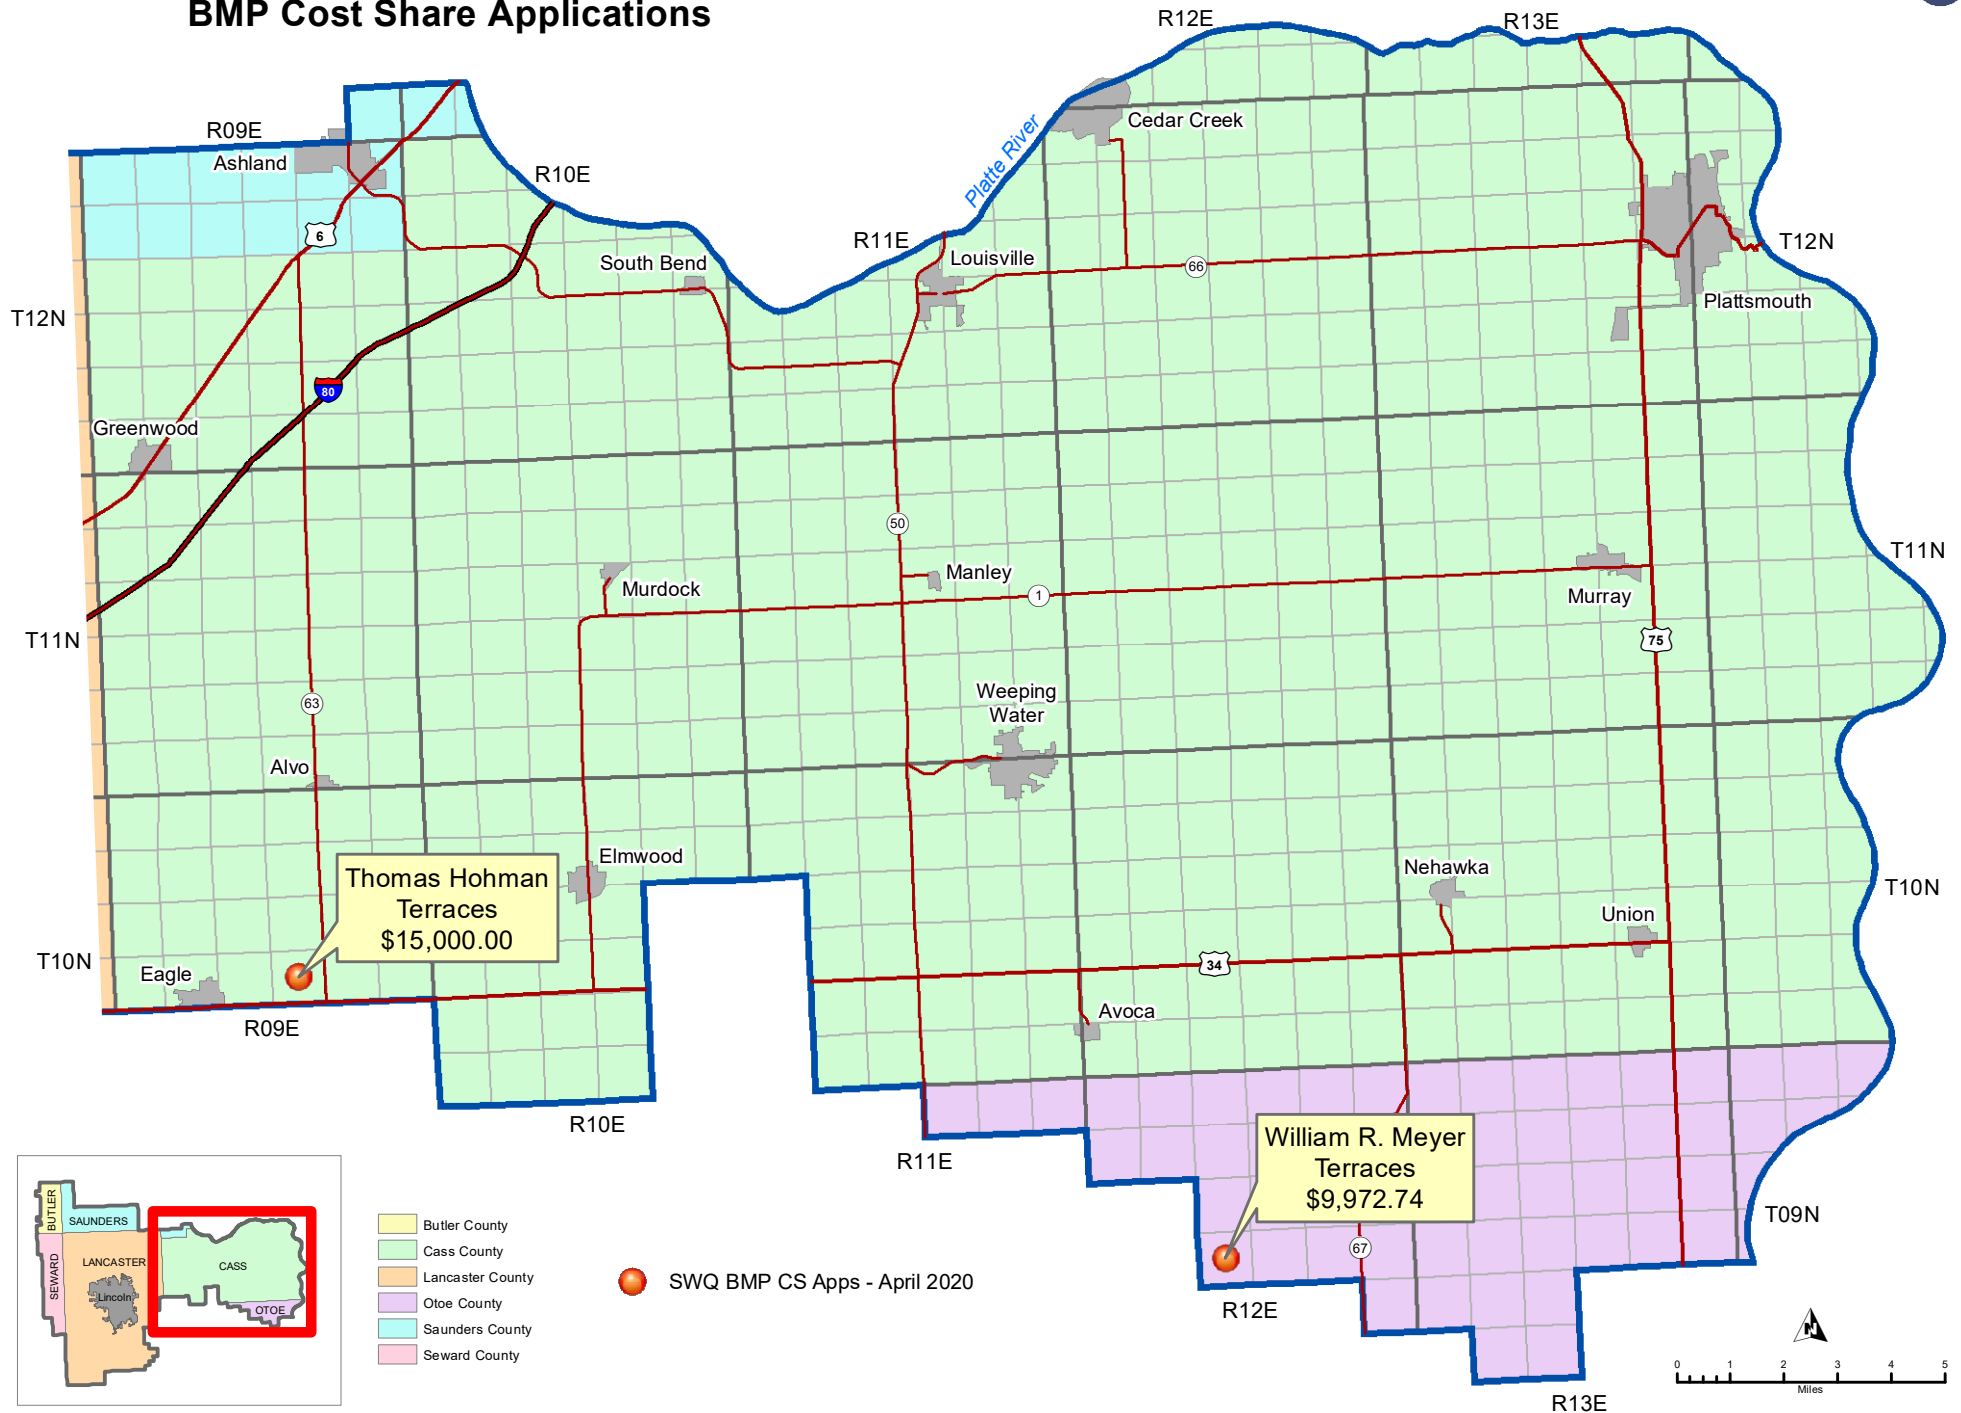 BMP Cost Share Applications
R12E
R13E
R09E
Ashland
R10E
Platte River
Cedar Creek
6
R11E
Louisville
South Bend
66
T12N
Plattsmouth
T12N
80
Greenwood
50
T11N
Murdock
Manley
1
Murray
T11N
75
63
Weeping
Water
Alvo
Elmwood
Nehawka
T10N
Thomas Hohman
Terraces
$15,000.00
Union
T10N
Eagle
34
Avoca
R09E
R10E
R11E
William R. Meyer
Terraces
$9,972.74
T09N
67
R12E
R13E
BUTLER
SAUNDERS
SEWARD
LANCASTER
CASS
Lincoln
OTOE
Butler County
Cass County
Lancaster County
Otoe County
Saunders County
Seward County
SWQ BMP CS Apps - April 2020
N
0 1 2 3 4 5
Miles